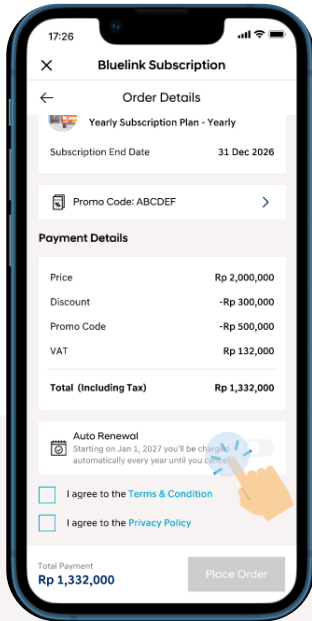 17:26
Bluelink Subscription
Order Details
Yearly Subscription Plan - Yearly
Subscription End Date 31 Dec 2026
Promo Code: ABCDEF
Payment Details
Price Rp 2,000,000
Discount -Rp 300,000
Promo Code -Rp 500,000
VAT Rp 132,000
Total (Including Tax) Rp 1,332,000
Auto Renewal
Starting on Jan 1, 2027 you'll be charged
automatically every year until you cancel
I agree to the Terms & Condition
I agree to the Privacy Policy
Total Payment
Rp 1,332,000
Place Order